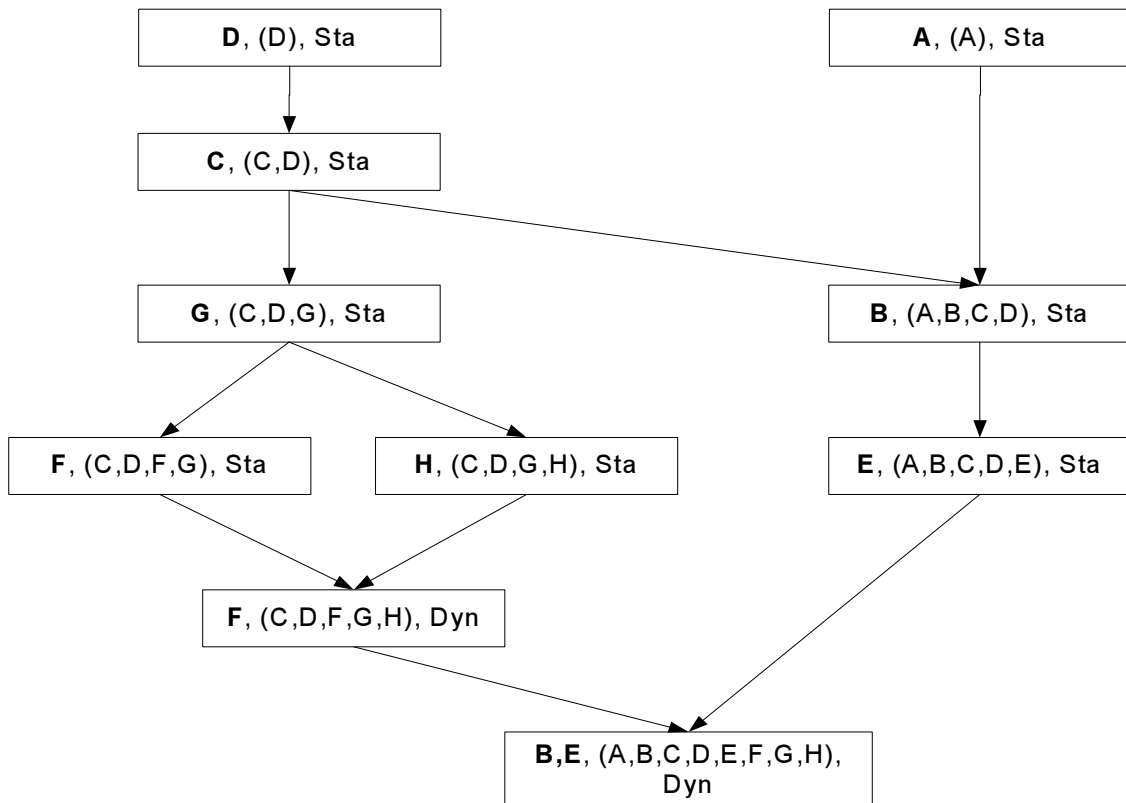 D, (D), Sta
A, (A), Sta
C, (C,D), Sta
G, (C,D,G), Sta
B, (A,B,C,D), Sta
F, (C,D,F,G), Sta
H, (C,D,G,H), Sta
E, (A,B,C,D,E), Sta
F, (C,D,F,G,H), Dyn
B,E, (A,B,C,D,E,F,G,H),
Dyn